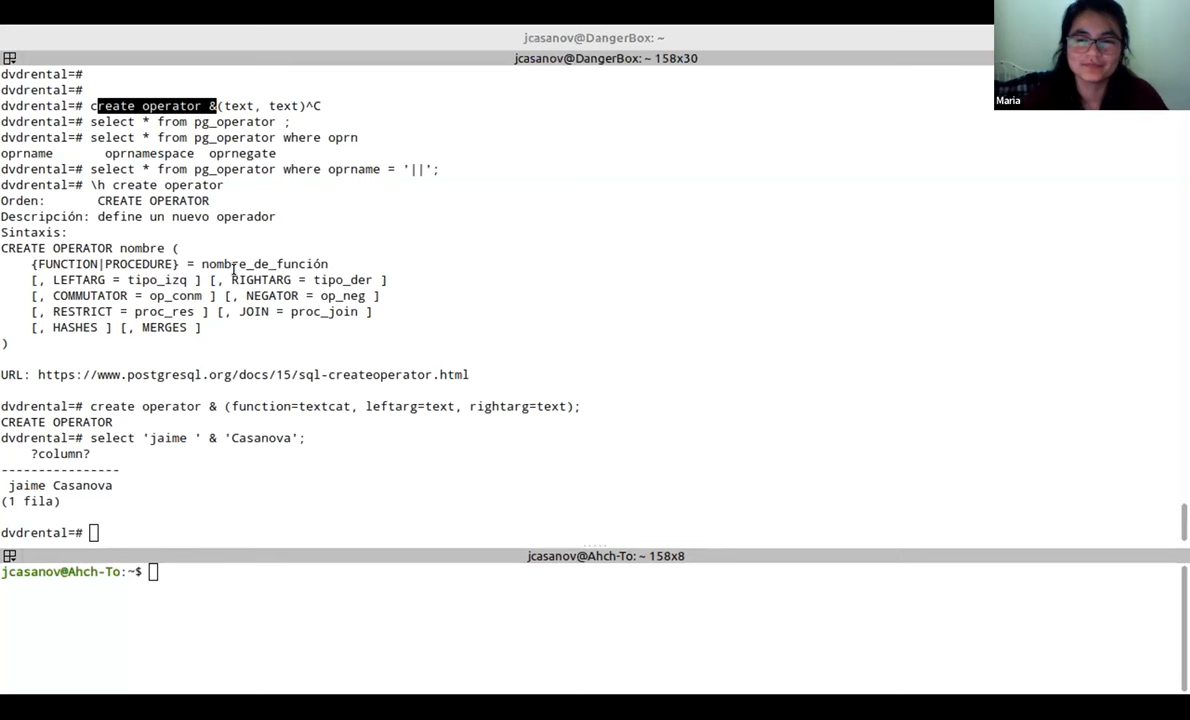 jcasanov@DangerBox: ~
jcasanov@DangerBox: ~ 158x30
Maria
dvdrental=#
dvdrental=#
dvdrental=# create operator &(text, text)^C
dvdrental=# select * from pg_operator ;
dvdrental=# select * from pg_operator where oprn
oprname       oprnamespace  oprnegate
dvdrental=# select * from pg_operator where oprname = '||';
dvdrental=# \h create operator
Orden:       CREATE OPERATOR
Descripción: define un nuevo operador
Sintaxis:
CREATE OPERATOR nombre (
    {FUNCTION|PROCEDURE} = nombre_de_función
    [, LEFTARG = tipo_izq ] [, RIGHTARG = tipo_der ]
    [, COMMUTATOR = op_conm ] [, NEGATOR = op_neg ]
    [, RESTRICT = proc_res ] [, JOIN = proc_join ]
    [, HASHES ] [, MERGES ]
)
URL: https://www.postgresql.org/docs/15/sql-createoperator.html
dvdrental=# create operator & (function=textcat, leftarg=text, rightarg=text);
CREATE OPERATOR
dvdrental=# select 'jaime ' & 'Casanova';
    ?column?
----------------
 jaime Casanova
(1 fila)
dvdrental=#
jcasanov@Ahch-To: ~ 158x8
jcasanov@Ahch-To:~$